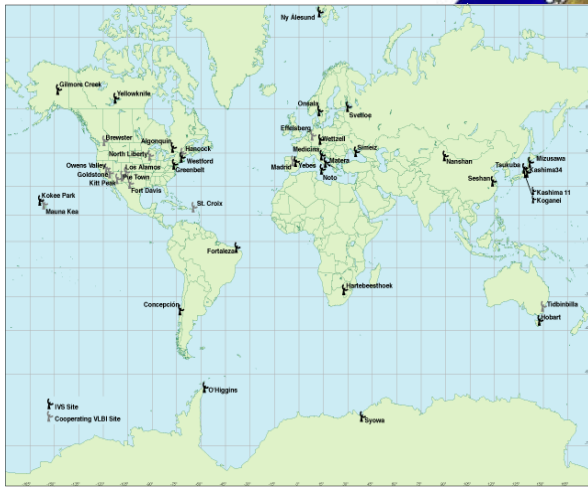 Ny Ålesund
Gilmore Creek
Yellowknife
Onsala
Svetloe
Effelsberg
Brewster
Algonquin
Hancock
Wettzell
North Liberty
Westford
Medicina
Simeiz
Owens Valley
Los Alamos
Greenbelt
Goldstone
Pie Town
Kitt Peak
Fort Davis
Madrid
Yebes
Matera
Noto
Nanshan
Mizusawa
Tsukuba
Kashima34
Seshan
Kashima 11
Koganei
Kokee Park
Mauna Kea
St. Croix
Fortaleza
Hartebeesthoek
Concepción
Tidbinbilla
Hobart
O'Higgins
Syowa
IVS Site
Cooperating VLBI Site